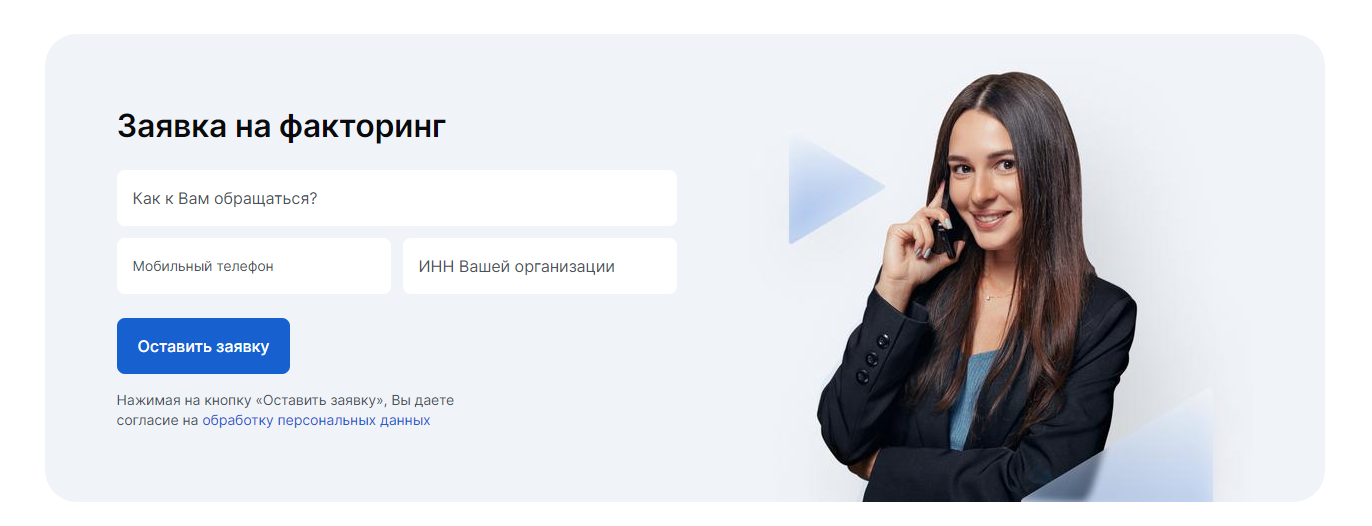 Заявка на факторинг
Как к Вам обращаться?
Мобильный телефон
ИНН Вашей организации
Оставить заявку
Нажимая на кнопку «Оставить заявку», Вы даете
согласие на обработку персональных данных